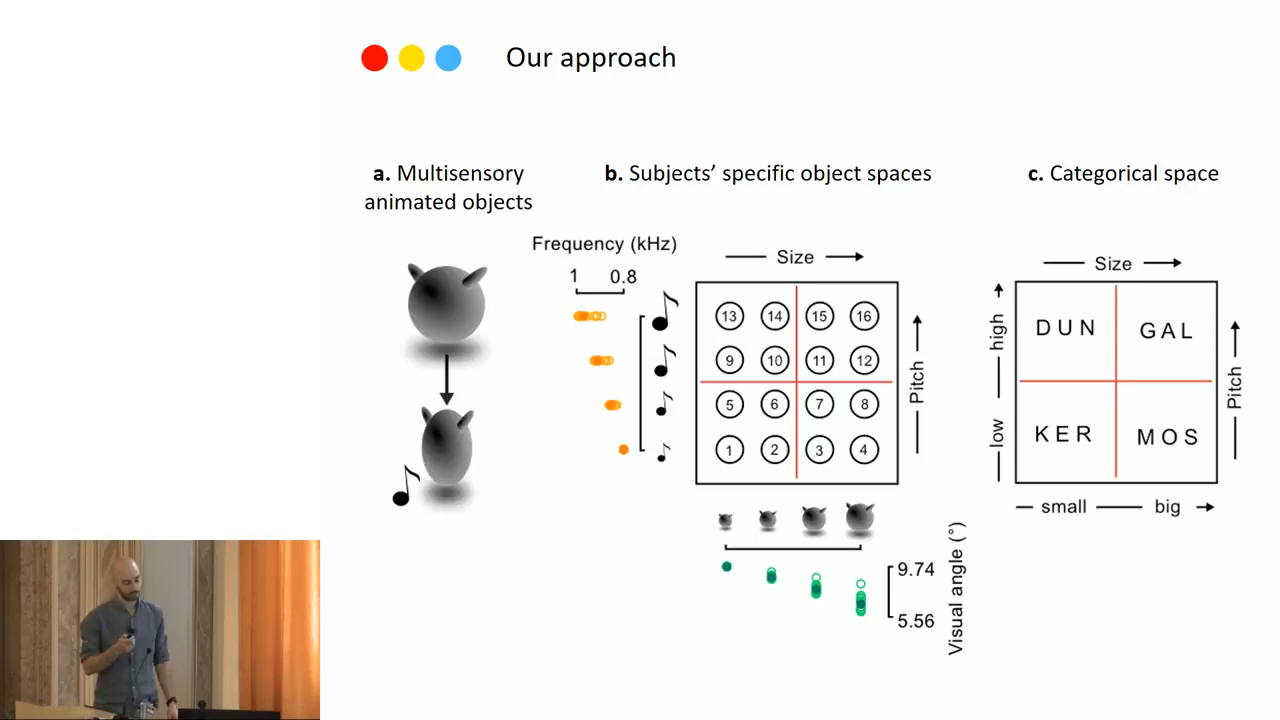 Our approach
a. Multisensory
animated objects
b. Subjects’ specific object spaces
c. Categorical space
Frequency (kHz)
1 0.8
Size
13 14 15 16
9 10 11 12
5 6 7 8
1 2 3 4
Pitch
Visual angle (°)
9.74
5.56
Size
high
low
DUN GAL
KER MOS
Pitch
small big